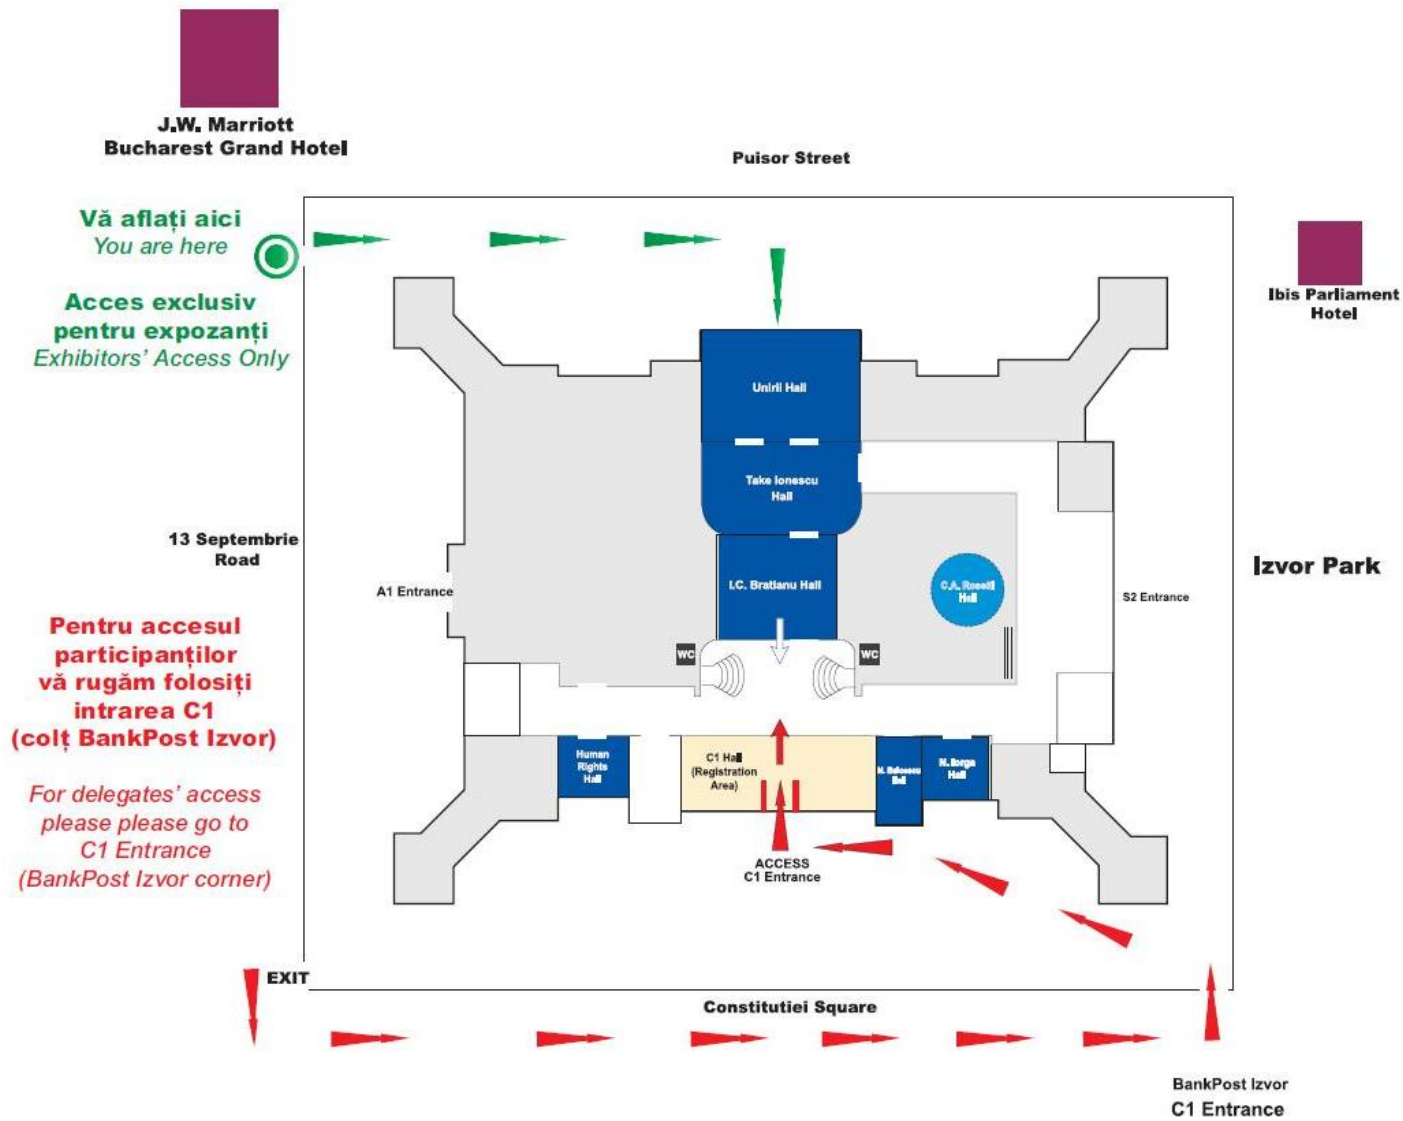 J.W. Marriott
Bucharest Grand Hotel
Puisor Street
Vă aflați aici
You are here
Acces exclusiv
pentru expozanți
Exhibitors' Access Only
Ibis Parliament
Hotel
Unirii Hall
Take Ionescu
Hall
13 Septembrie
Road
I.C. Bratianu Hall
C.A. Rosetti
Hall
A1 Entrance
S2 Entrance
Izvor Park
Pentru accesul
participanților
vă rugăm folosiți
intrarea C1
(colț BankPost Izvor)
WC
WC
Human
Rights
Hall
C1 Hall
(Registration
Area)
N. Balcescu
Hall
N. Iorga
Hall
For delegates' access
please please go to
C1 Entrance
(BankPost Izvor corner)
ACCESS
C1 Entrance
EXIT
Constitutiei Square
BankPost Izvor
C1 Entrance